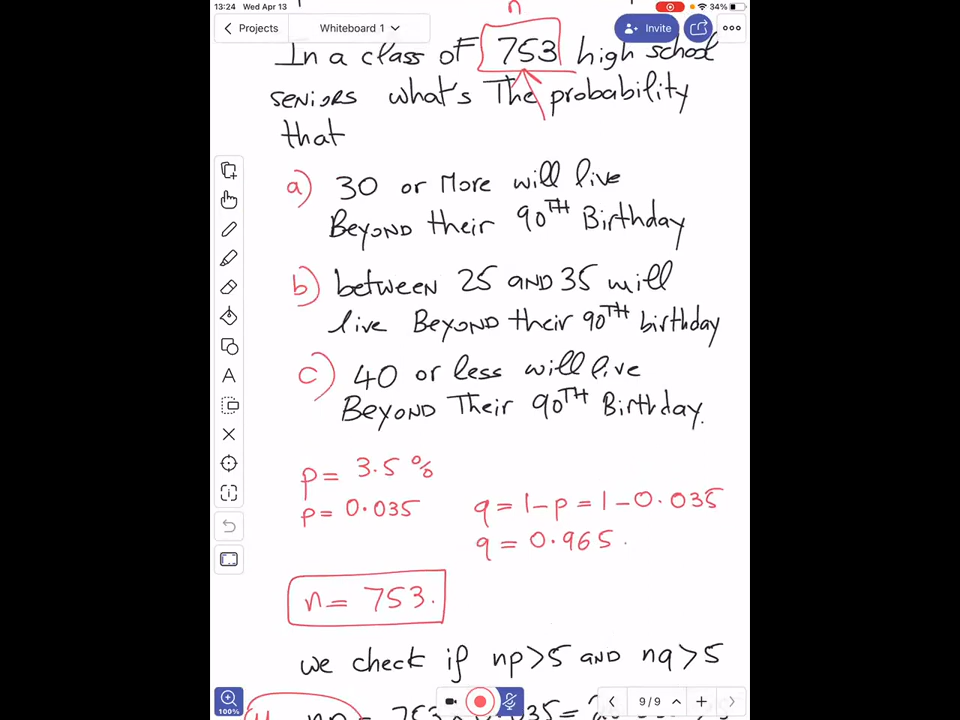 13:24 Wed Apr 13
34%
Projects
Whiteboard 1
Invite
n
In a class of 753 high school
seniors what's The probability
that
a) 30 or More will live
Beyond their 90TH Birthday
b) between 25 AND 35 will
live Beyond their 90TH birthday
c) 40 or less will live
Beyond Their 90TH Birthday.
p = 3.5 %
p = 0.035
q = 1 - p = 1 - 0.035
q = 0.965
n = 753.
we check if np > 5 AND nq > 5
100%
9/9